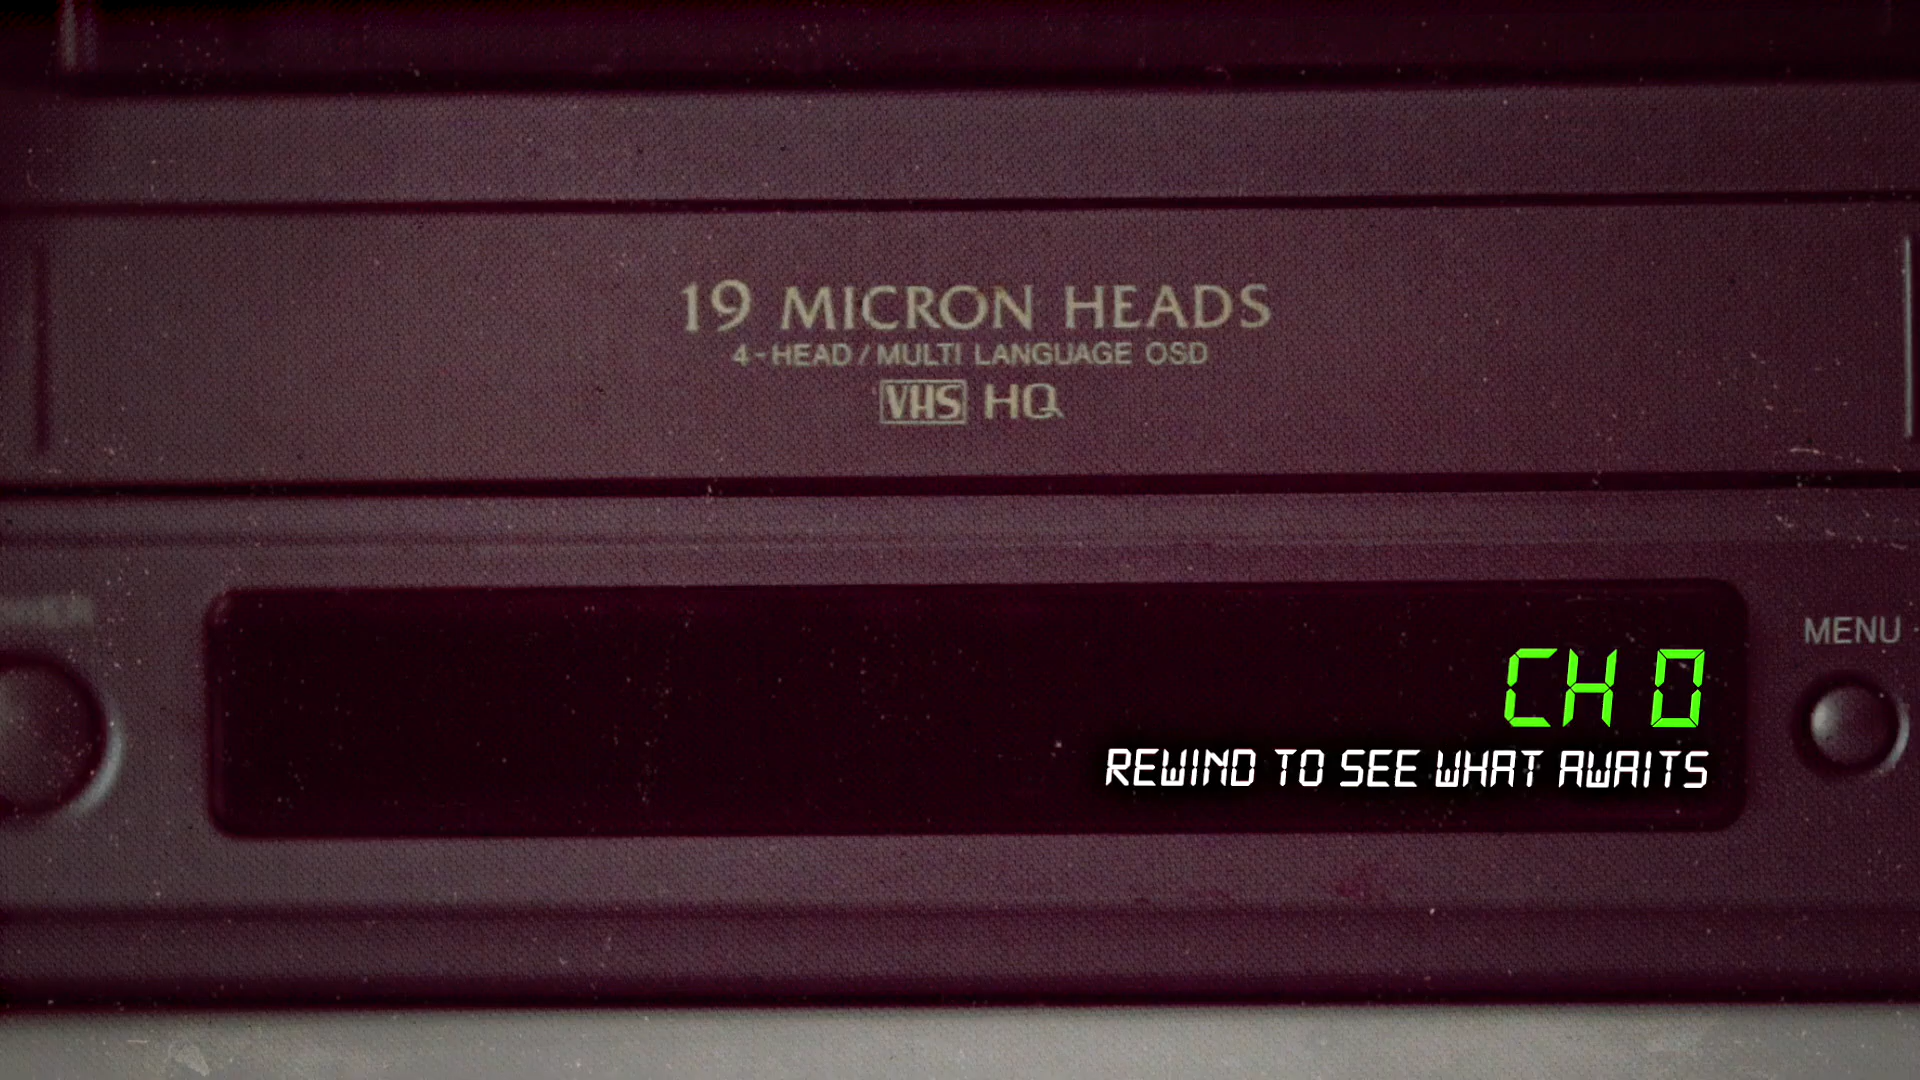 19 MICRON HEADS
4-HEAD/MULTI LANGUAGE OSD
VHS HQ
MENU
CH 0
REWIND TO SEE WHAT AWAITS